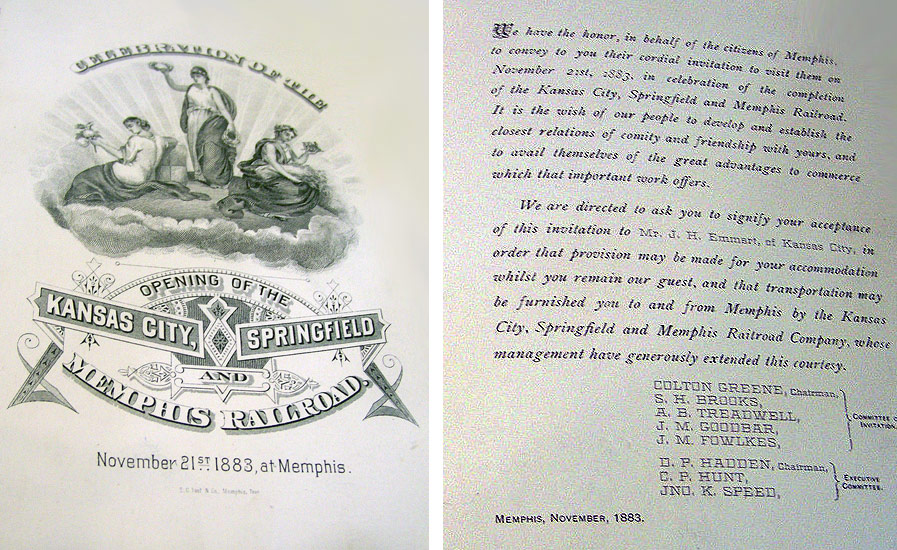 CELEBRATION OF THE
OPENING OF THE
KANSAS CITY, SPRINGFIELD
AND
MEMPHIS RAILROAD.
November 21ST 1883, at Memphis.
Memphis, Tenn
We have the honor, in behalf of the citizens of Memphis,
to convey to you their cordial invitation to visit them on
November 21st, 1883, in celebration of the completion
of the Kansas City, Springfield and Memphis Railroad.
It is the wish of our people to develop and establish the
closest relations of comity and friendship with yours, and
to avail themselves of the great advantages to commerce
which that important work offers.
We are directed to ask you to signify your acceptance
of this invitation to Mr. J. H. Emmart, of Kansas City, in
order that provision may be made for your accommodation
whilst you remain our guest, and that transportation may
be furnished you to and from Memphis by the Kansas
City, Springfield and Memphis Railroad Company, whose
management have generously extended this courtesy.
COLTON GREENE, Chairman,
S. H. BROOKS,
A. B. TREADWELL,
J. M. GOODBAR,
J. M. FOWLKES,
COMMITTEE O
INVITATION.
D. P. HADDEN, Chairman,
C. P. HUNT,
JNO. K. SPEED,
EXECUTIVE
COMMITTEE.
MEMPHIS, NOVEMBER, 1883.